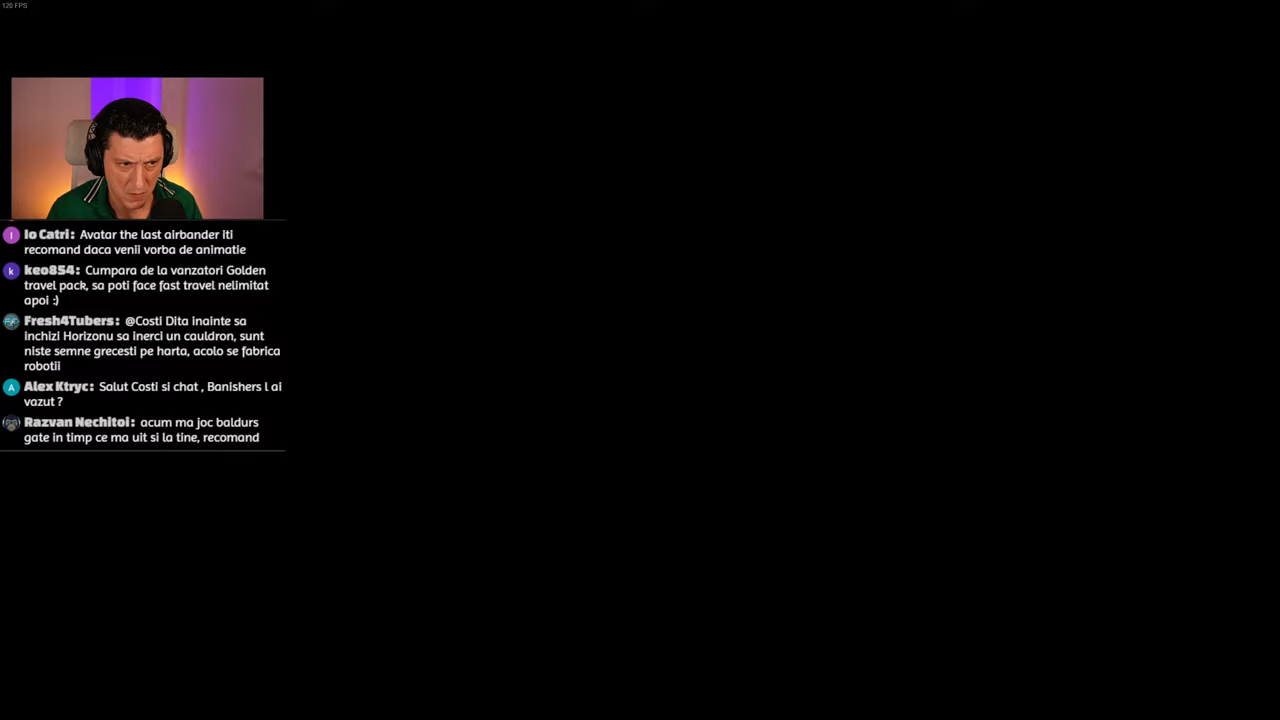 120 FPS
Io Catri: Avatar the last airbander iti
recomand daca venii vorba de animatie
keo854: Cumpara de la vanzatori Golden
travel pack, sa poti face fast travel nelimitat
apoi :)
Fresh4Tubers: @Costi Dita inainte sa
inchizi Horizonu sa inerci un cauldron, sunt
niste semne grecesti pe harta, acolo se fabrica
robotii
Alex Ktryc: Salut Costi si chat , Banishers l ai
vazut ?
Razvan Nechitoi: acum ma joc baldurs
gate in timp ce ma uit si la tine, recomand